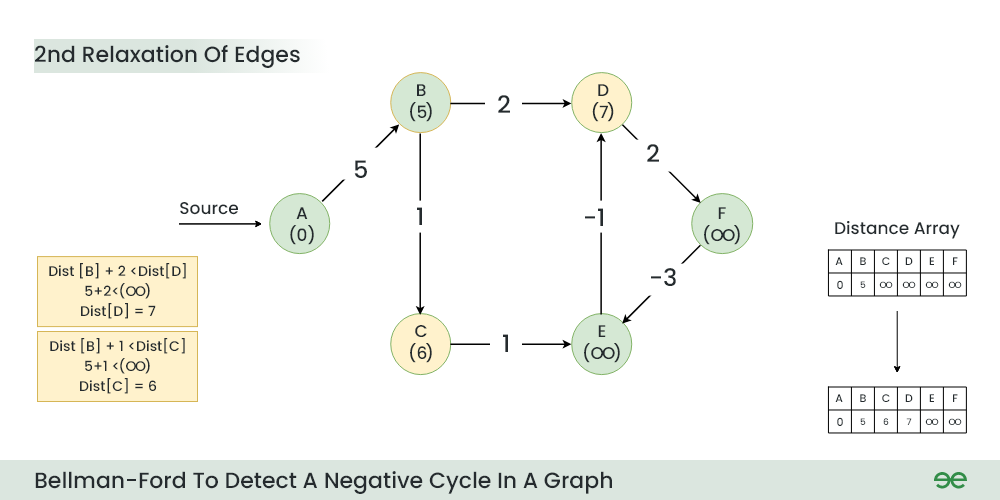 2nd Relaxation Of Edges
B
(5)
2
D
(7)
5
2
Source
A
(0)
1
-1
F
(∞)
-3
Dist [B] + 2 <Dist[D]
5+2<(∞)
Dist[D] = 7
Dist [B] + 1 <Dist[C]
5+1 <(∞)
Dist[C] = 6
C
(6)
1
E
(∞)
Distance Array
A B C D E F
0 5 ∞ ∞ ∞ ∞
A B C D E F
0 5 6 7 ∞ ∞
Bellman-Ford To Detect A Negative Cycle In A Graph